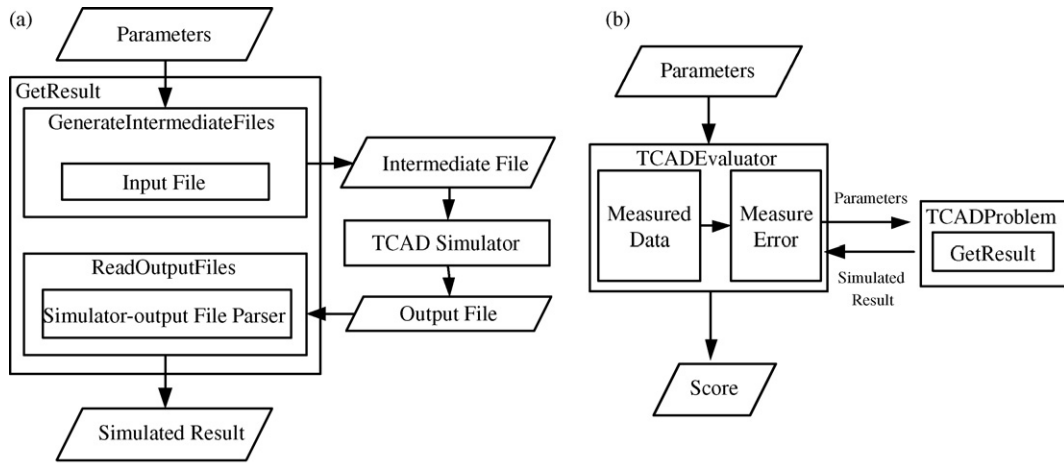 (a)
Parameters
GetResult
GenerateIntermediateFiles
Input File
Intermediate File
TCAD Simulator
Output File
ReadOutputFiles
Simulator-output File Parser
Simulated Result
(b)
Parameters
TCADEvaluator
Measured
Data
Measure
Error
Parameters
Simulated
Result
TCADProblem
GetResult
Score